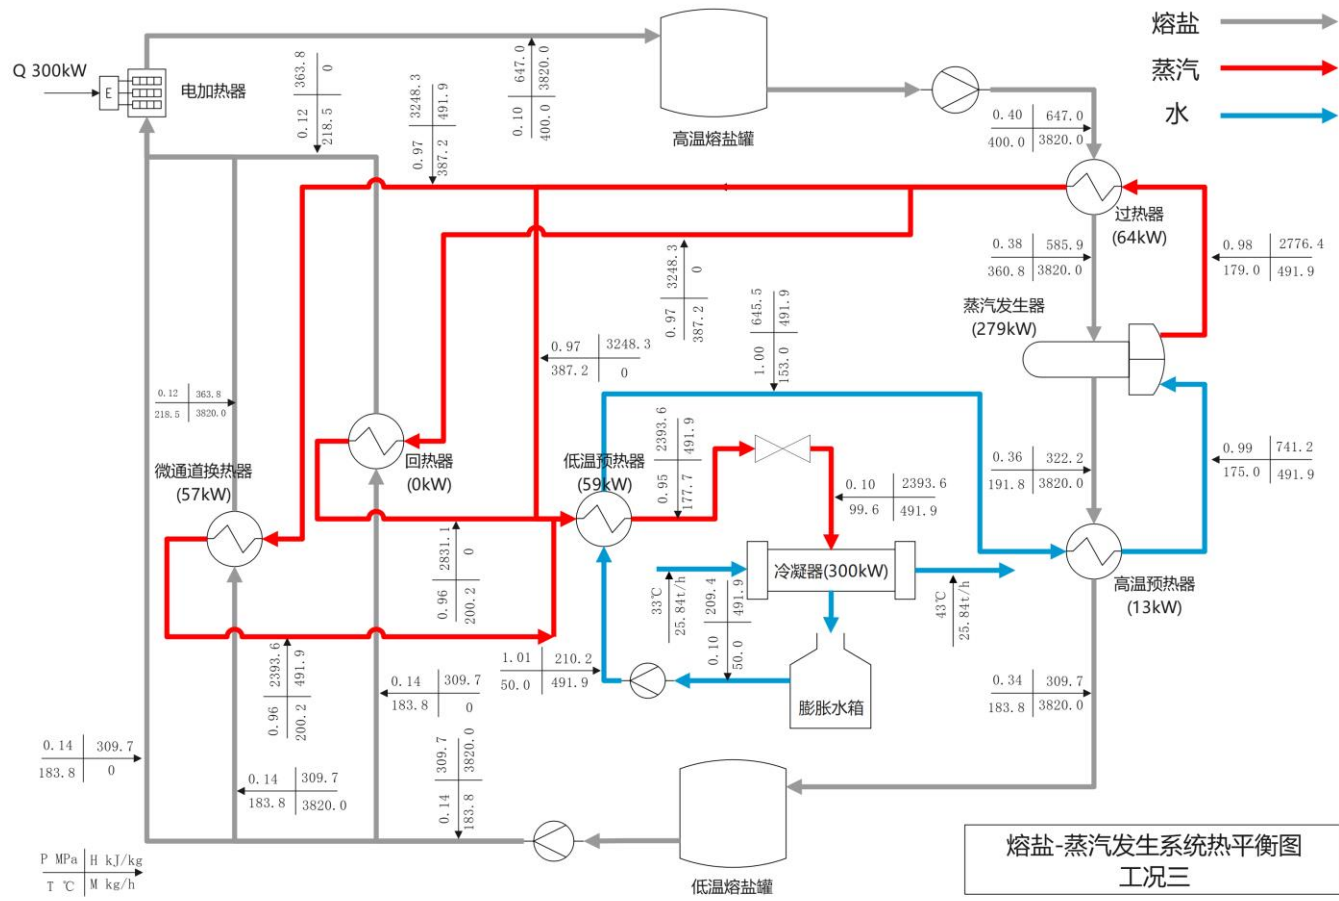 熔盐
蒸汽
水
Q 300kW
E
电加热器
363.8 0
0.12 218.5
3248.3 491.9
0.97 387.2
647.0 3820.0
0.10 400.0
高温熔盐罐
0.40 647.0
400.0 3820.0
过热器
(64kW)
0.38 585.9
360.8 3820.0
0.98 2776.4
179.0 491.9
蒸汽发生器
(279kW)
3248.3 0
0.97 387.2
645.5 491.9
1.00 153.0
0.97 3248.3
387.2 0
0.12 363.8
218.5 3820.0
微通道换热器
(57kW)
回热器
(0kW)
低温预热器
(59kW)
2393.6 491.9
0.95 177.7
0.10 2393.6
99.6 491.9
0.36 322.2
191.8 3820.0
0.99 741.2
175.0 491.9
2831.1 0
0.96 200.2
冷凝器(300kW)
33℃
25.84t/h
209.4 491.9
0.10 50.0
43℃
25.84t/h
高温预热器
(13kW)
2393.6 491.9
0.96 200.2
1.01 210.2
50.0 491.9
膨胀水箱
0.14 309.7
183.8 0
0.34 309.7
183.8 3820.0
0.14 309.7
183.8 0
0.14 309.7
183.8 3820.0
309.7 3820.0
0.14 183.8
低温熔盐罐
P MPa H kJ/kg
T ℃ M kg/h
熔盐-蒸汽发生系统热平衡图
工况三